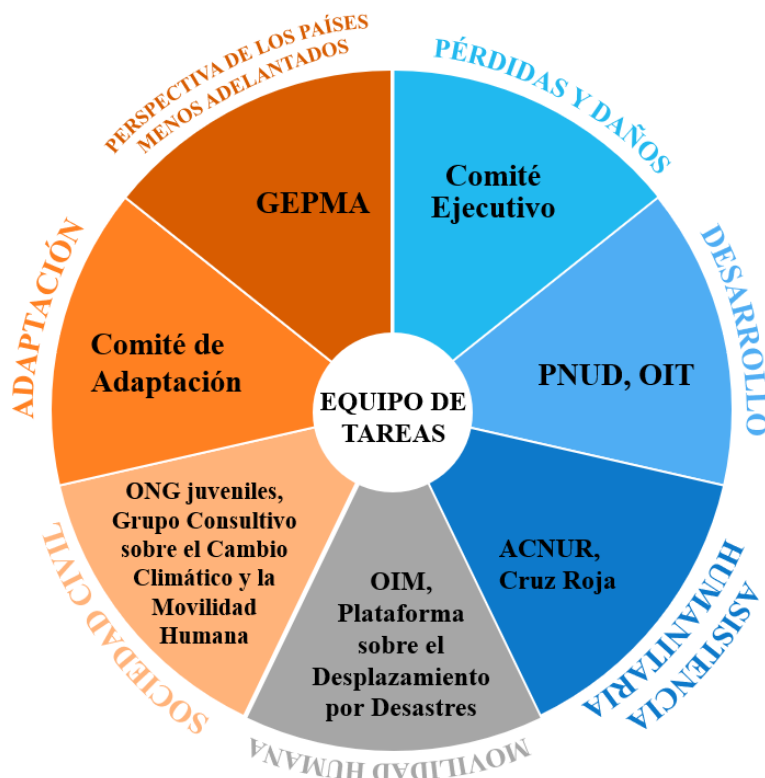 PERSPECTIVA DE LOS PAÍSES
MENOS ADELANTADOS
GEPMA
PÉRDIDAS Y DAÑOS
Comité
Ejecutivo
DESARROLLO
PNUD, OIT
ASISTENCIA
HUMANITARIA
ACNUR,
Cruz Roja
MOVILIDAD HUMANA
OIM,
Plataforma
sobre el
Desplazamiento
por Desastres
SOCIEDAD CIVIL
ONG juveniles,
Grupo Consultivo
sobre el Cambio
Climático y la
Movilidad
Humana
ADAPTACIÓN
Comité de
Adaptación
EQUIPO DE
TAREAS